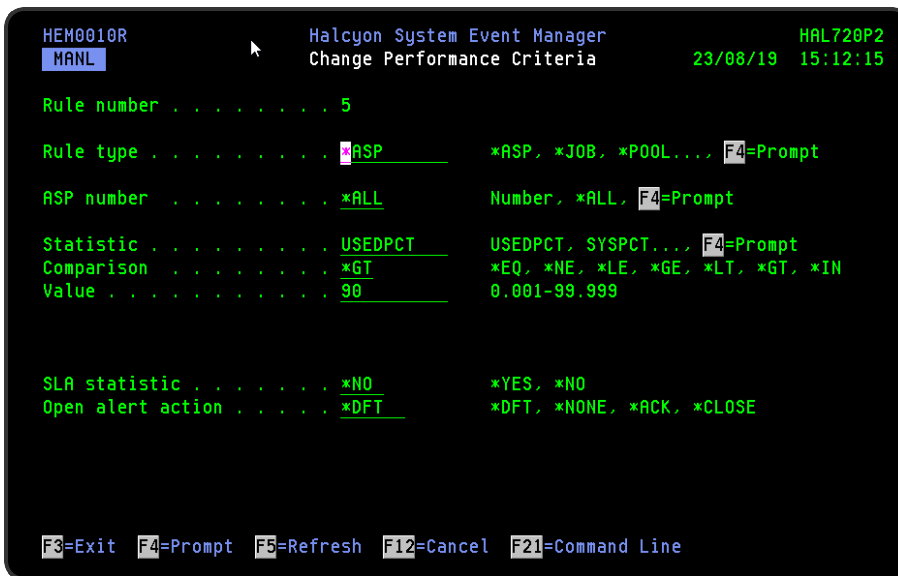 HEM0010R Halcyon System Event Manager HAL720P2
MANL Change Performance Criteria 23/08/19 15:12:15
Rule number . . . . . . . . 5
Rule type . . . . . . . . . *ASP *ASP, *JOB, *POOL..., F4=Prompt
ASP number . . . . . . . . *ALL Number, *ALL, F4=Prompt
Statistic . . . . . . . . . USEDPCT USEDPCT, SYSPCT..., F4=Prompt
Comparison . . . . . . . . *GT *EQ, *NE, *LE, *GE, *LT, *GT, *IN
Value . . . . . . . . . . . 90 0.001-99.999
SLA statistic . . . . . . . *NO *YES, *NO
Open alert action . . . . . *DFT *DFT, *NONE, *ACK, *CLOSE
F3=Exit F4=Prompt F5=Refresh F12=Cancel F21=Command Line